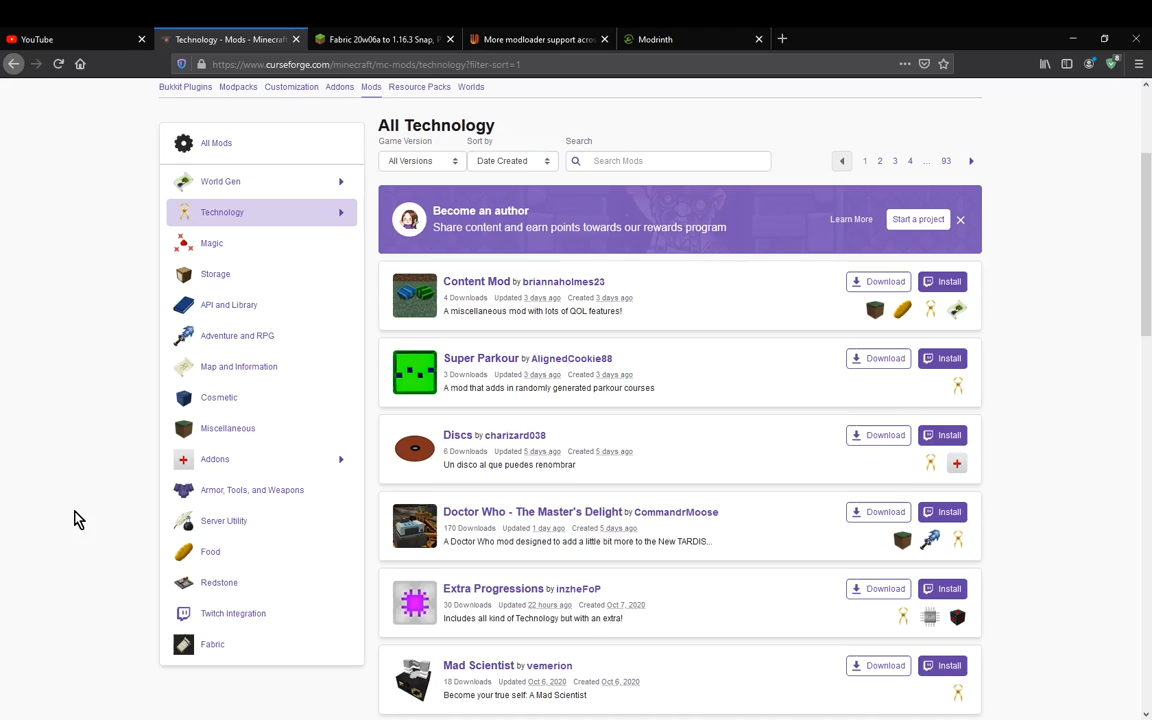 YouTube
Technology - Mods - Minecraf
Fabric 20w06a to 1.16.3 Snap, P
More modloader support acro
Modrinth
https://www.curseforge.com/minecraft/mc-mods/technology?filter-sort=1
8
Bukkit Plugins Modpacks Customization Addons Mods Resource Packs Worlds
All Mods
World Gen
Technology
Magic
Storage
API and Library
Adventure and RPG
Map and Information
Cosmetic
Miscellaneous
Addons
Armor, Tools, and Weapons
Server Utility
Food
Redstone
Twitch Integration
Fabric
All Technology
Game Version Sort by Search
All Versions Date Created Search Mods 1 2 3 4 ... 93
Become an author
Share content and earn points towards our rewards program
Learn More Start a project
Content Mod by briannaholmes23 Download Install
4 Downloads Updated 3 days ago Created 3 days ago
A miscellaneous mod with lots of QOL features!
Super Parkour by AlignedCookie88 Download Install
3 Downloads Updated 3 days ago Created 3 days ago
A mod that adds in randomly generated parkour courses
Discs by charizard038 Download Install
6 Downloads Updated 5 days ago Created 5 days ago
Un disco al que puedes renombrar
Doctor Who - The Master's Delight by CommandrMoose Download Install
170 Downloads Updated 1 day ago Created 5 days ago
A Doctor Who mod designed to add a little bit more to the New TARDIS...
Extra Progressions by inzheFoP Download Install
30 Downloads Updated 22 hours ago Created Oct 7, 2020
Includes all kind of Technology but with an extra!
Mad Scientist by vemerion Download Install
18 Downloads Updated Oct 6, 2020 Created Oct 6, 2020
Become your true self: A Mad Scientist